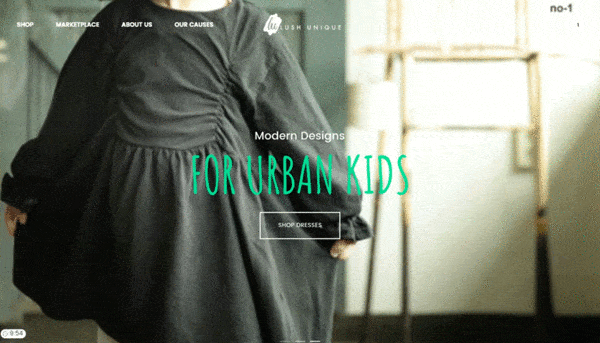 no-1
SHOP MARKETPLACE ABOUT US OUR CAUSES
LUSH UNIQUE
1
Modern Designs
FOR URBAN KIDS
SHOP DRESSES
9:54